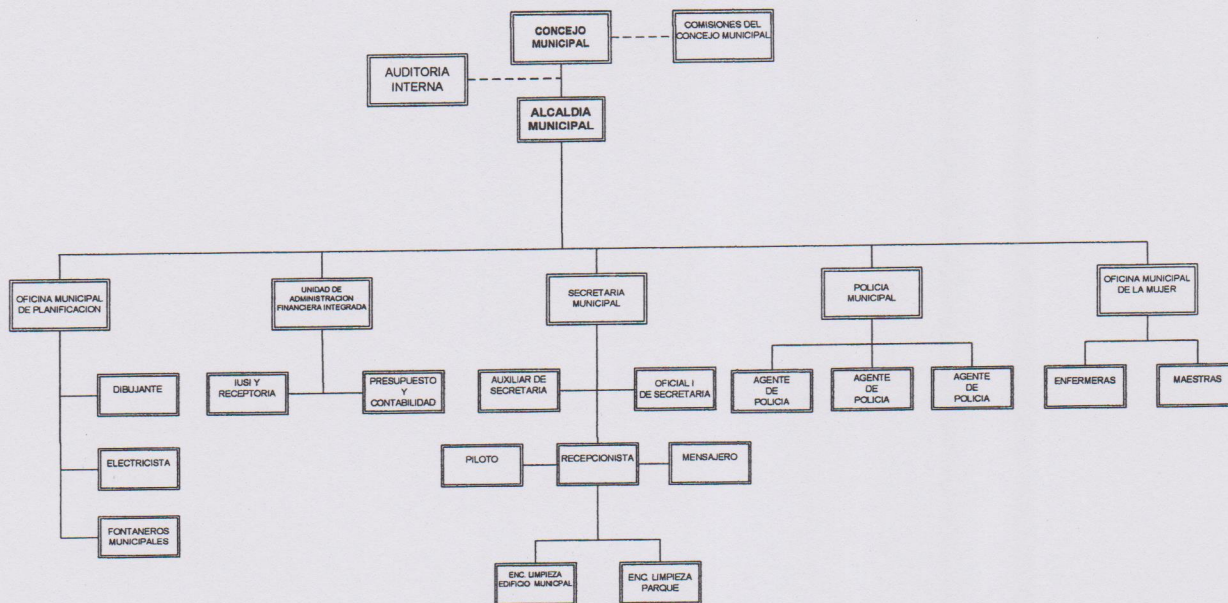 CONCEJO
MUNICIPAL
COMISIONES DEL
CONCEJO MUNICIPAL
AUDITORIA
INTERNA
ALCALDIA
MUNICIPAL
OFICINA MUNICIPAL
DE PLANIFICACION
UNIDAD DE
ADMINISTRACION
FINANCIERA INTEGRADA
SECRETARIA
MUNICIPAL
POLICIA
MUNICIPAL
OFICINA MUNICIPAL
DE LA MUJER
DIBUJANTE
IUSI Y
RECEPTORIA
PRESUPUESTO
Y
CONTABILIDAD
AUXILIAR DE
SECRETARIA
OFICIAL I
DE SECRETARIA
AGENTE
DE
POLICIA
AGENTE
DE
POLICIA
AGENTE
DE
POLICIA
ENFERMERAS
MAESTRAS
ELECTRICISTA
PILOTO
RECEPCIONISTA
MENSAJERO
FONTANEROS
MUNICIPALES
ENC. LIMPIEZA
EDIFICIO MUNICPAL
ENC. LIMPIEZA
PARQUE